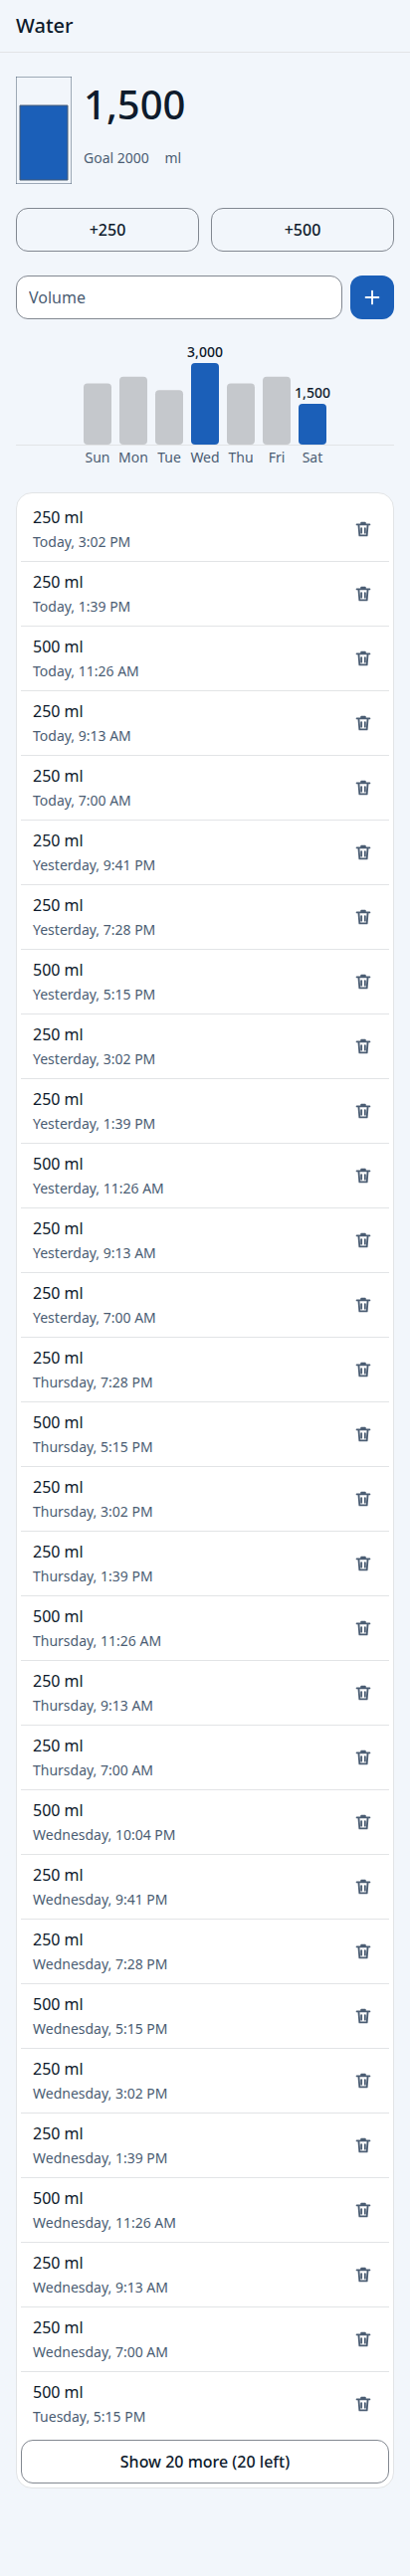 Water
1,500
Goal 2000 ml
+250
+500
Volume
3,000
1,500
Sun Mon Tue Wed Thu Fri Sat
250 ml
Today, 3:02 PM
250 ml
Today, 1:39 PM
500 ml
Today, 11:26 AM
250 ml
Today, 9:13 AM
250 ml
Today, 7:00 AM
250 ml
Yesterday, 9:41 PM
250 ml
Yesterday, 7:28 PM
500 ml
Yesterday, 5:15 PM
250 ml
Yesterday, 3:02 PM
250 ml
Yesterday, 1:39 PM
500 ml
Yesterday, 11:26 AM
250 ml
Yesterday, 9:13 AM
250 ml
Yesterday, 7:00 AM
250 ml
Thursday, 7:28 PM
500 ml
Thursday, 5:15 PM
250 ml
Thursday, 3:02 PM
250 ml
Thursday, 1:39 PM
500 ml
Thursday, 11:26 AM
250 ml
Thursday, 9:13 AM
250 ml
Thursday, 7:00 AM
500 ml
Wednesday, 10:04 PM
250 ml
Wednesday, 9:41 PM
250 ml
Wednesday, 7:28 PM
500 ml
Wednesday, 5:15 PM
250 ml
Wednesday, 3:02 PM
250 ml
Wednesday, 1:39 PM
500 ml
Wednesday, 11:26 AM
250 ml
Wednesday, 9:13 AM
250 ml
Wednesday, 7:00 AM
500 ml
Tuesday, 5:15 PM
Show 20 more (20 left)